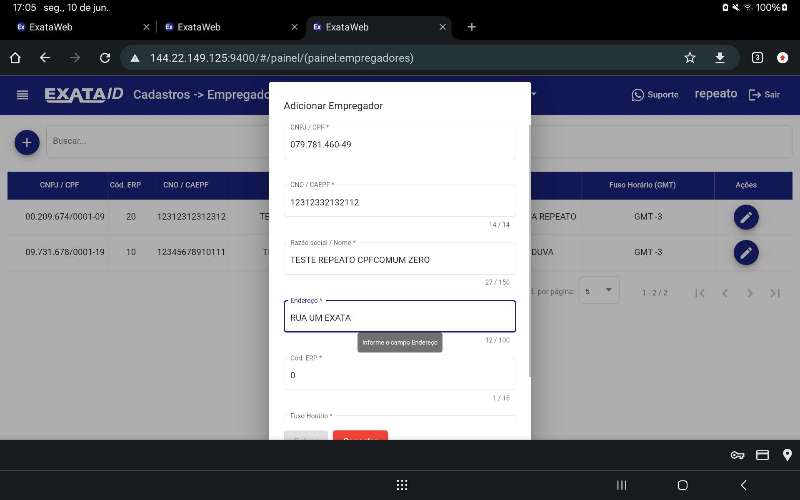 17:05 seg., 10 de jun.
100%
ExataWeb
ExataWeb
ExataWeb
144.22.149.125:9400/#/painel/(painel:empregadores)
3
EXATAID Cadastros -> Empregado
Suporte
repeato
Sair
Buscar...
CNPJ / CPF Cód. ERP CNO / CAEPF Fuso Horário (GMT) Ações
00.209.674/0001-09 20 12312312312312 TE A REPEATO GMT -3
09.731.678/0001-19 10 12345678910111 DUVA GMT -3
por página: 5 1 - 2 / 2
Adicionar Empregador
CNPJ / CPF *
079.781.460-49
CNO / CAEPF *
12312332132112
14 / 14
Razão social / Nome *
TESTE REPEATO CPFCOMUM ZERO
27 / 150
Endereço *
RUA UM EXATA
Informe o campo Endereço
12 / 100
Cód. ERP *
0
1 / 16
Fuso Horário *